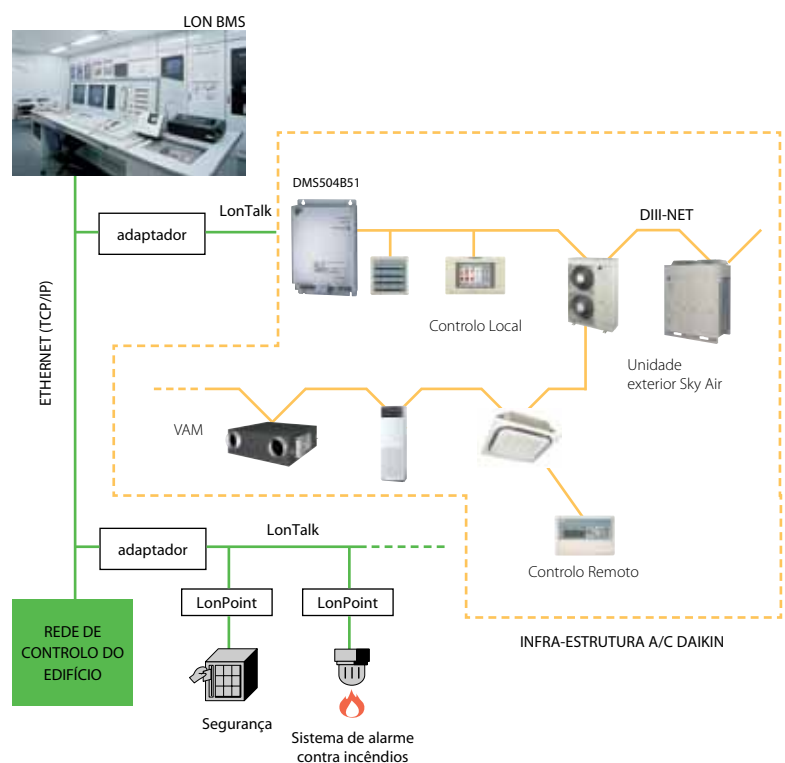 LON BMS
DMS504B51
LonTalk
DIII-NET
adaptador
ETHERNET (TCP/IP)
Controlo Local
Unidade
exterior Sky Air
VAM
LonTalk
adaptador
Controlo Remoto
LonPoint
LonPoint
REDE DE
CONTROLO DO
EDIFÍCIO
INFRA-ESTRUTURA A/C DAIKIN
Segurança
Sistema de alarme
contra incêndios